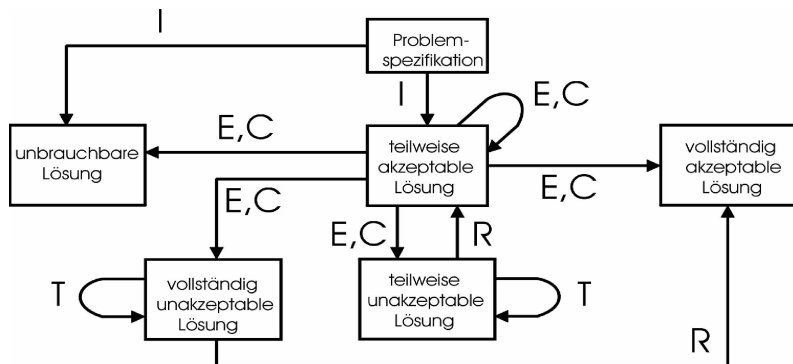 I
Problem-
spezifikation
I
E,C
E,C
unbrauchbare
Lösung
teilweise
akzeptable
Lösung
vollständig
akzeptable
Lösung
E,C
E,C
E,C
R
T
vollständig
unakzeptable
Lösung
teilweise
unakzeptable
Lösung
T
R